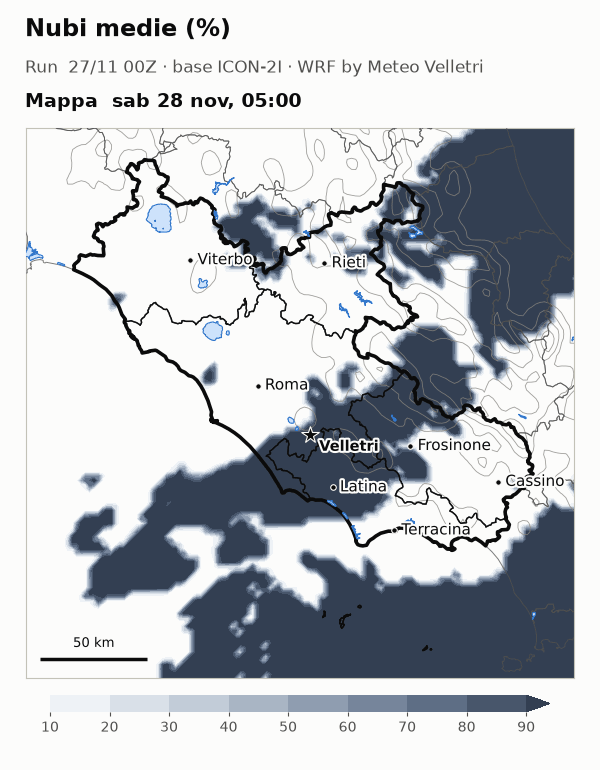 Nubi medie (%)
Run  27/11 00Z · base ICON-2I · WRF by Meteo Velletri
Mappa  sab 28 nov, 05:00
Viterbo
Rieti
Roma
Velletri
Frosinone
Latina
Cassino
Terracina
50 km
10 20 30 40 50 60 70 80 90